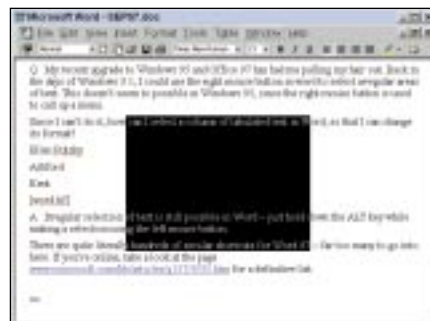 Microsoft Word - S&P97.doc
File Edit View Insert Format Tools Table Window Help
Q. My recent upgrade to Windows 95 and Office 97 has had me pulling my hair out. Back in
the days of Windows 3.1, I could use the right mouse button in word to select irregular areas
of text. This doesn't seem to possible in Windows 95, since the right mouse button is used
to call up a menu.
Since I can't do it, how can I select a column of tabulated text in Word, so that I can change
its format?
Kent
A. Irregular selection of text is still possible in Word – just hold down the ALT key while
making a selection using the left mouse button.
There are quite literally hundreds of similar shortcuts for Word 97 – far too many to go into
here. If you've online, take a look at the page
for a definitive list.